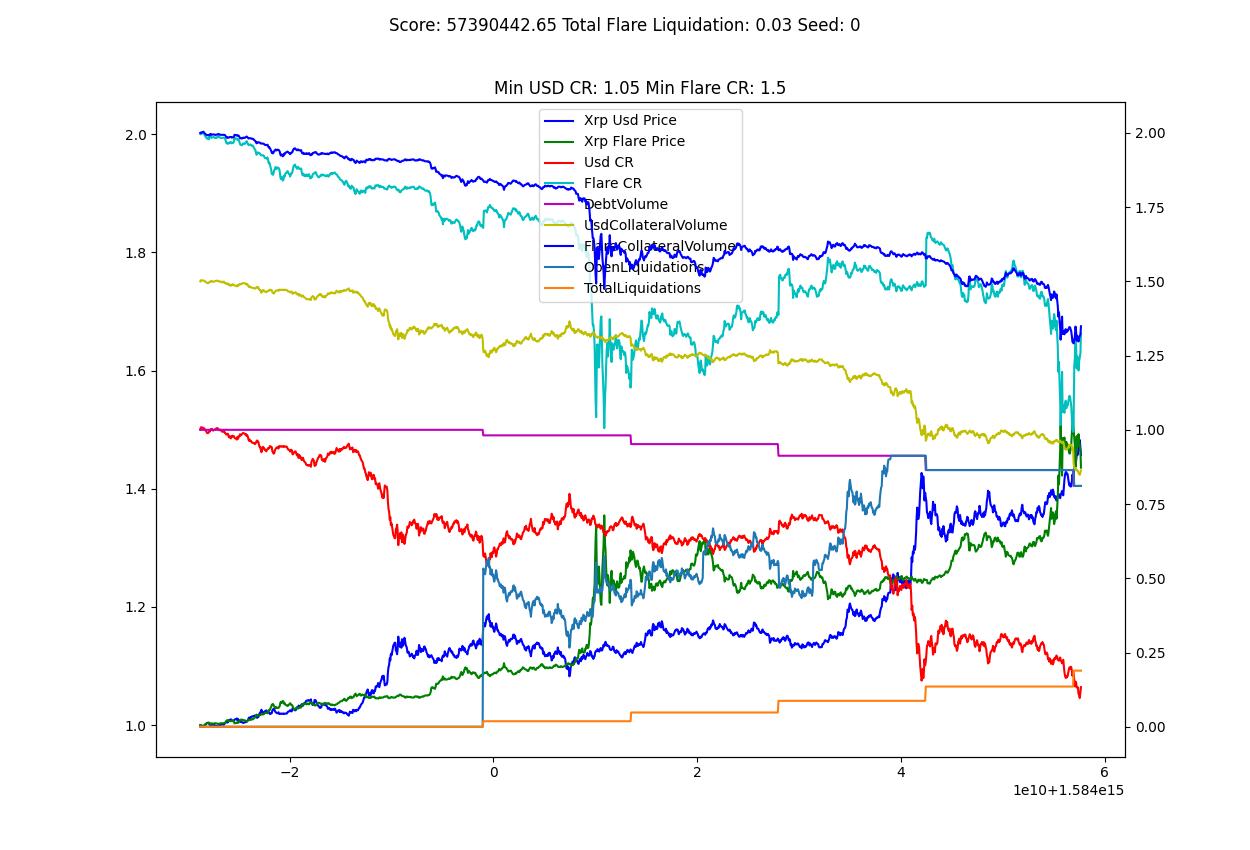 Score: 57390442.65 Total Flare Liquidation: 0.03 Seed: 0
Min USD CR: 1.05 Min Flare CR: 1.5
Xrp Usd Price
Xrp Flare Price
Usd CR
Flare CR
DebtVolume
UsdCollateralVolume
FlareCollateralVolume
OpenLiquidations
TotalLiquidations
2.0
1.8
1.6
1.4
1.2
1.0
2.00
1.75
1.50
1.25
1.00
0.75
0.50
0.25
0.00
−2
0
2
4
6
1e10+1.584e15